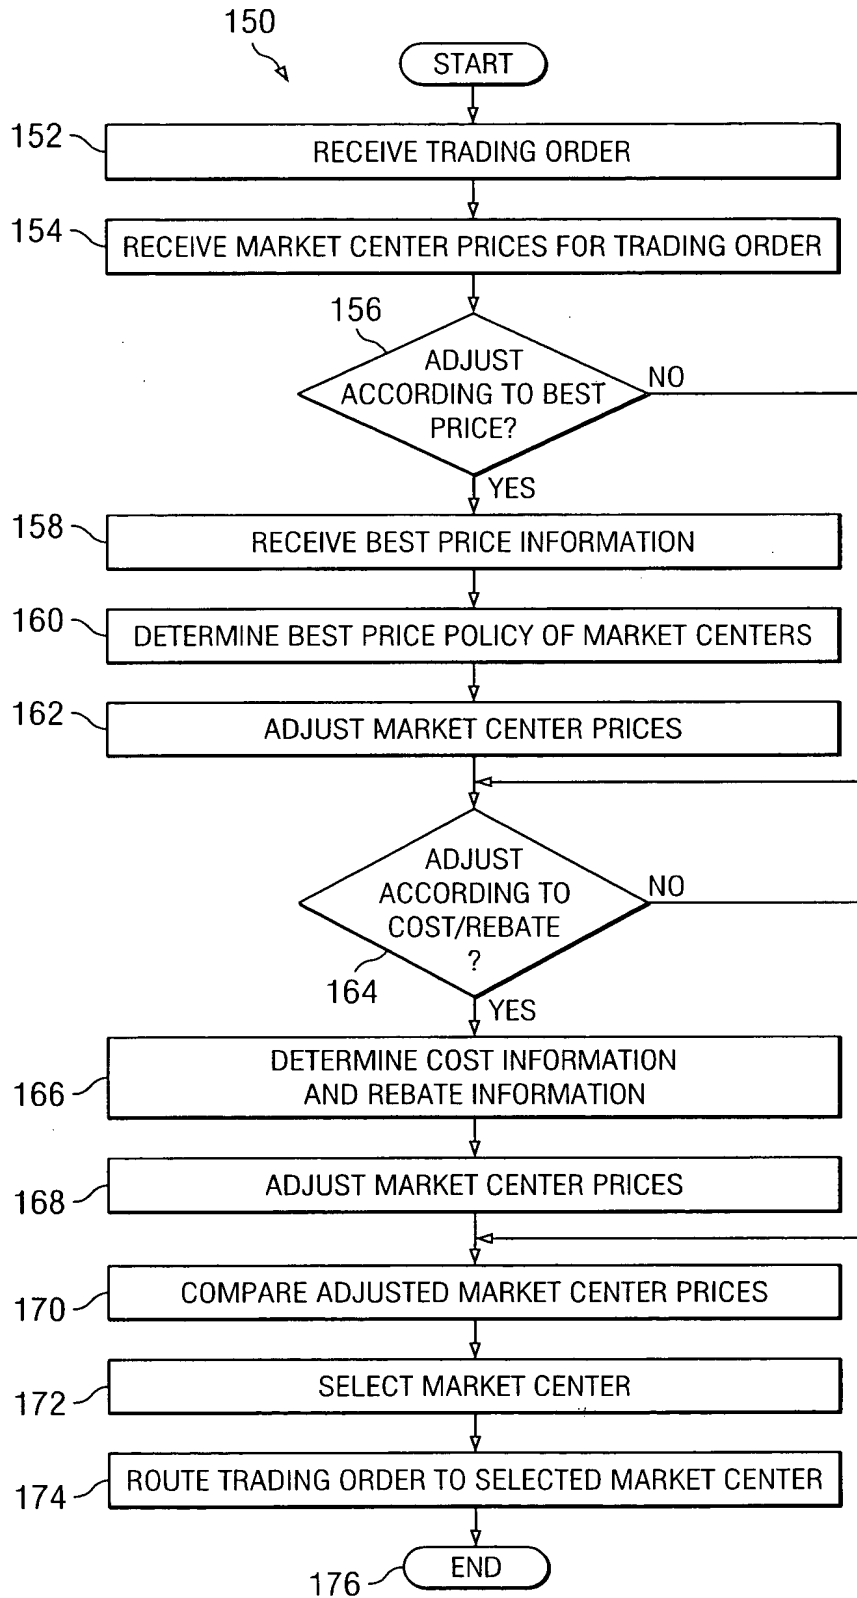 150
START
152
RECEIVE TRADING ORDER
154
RECEIVE MARKET CENTER PRICES FOR TRADING ORDER
156
ADJUST
ACCORDING TO BEST
PRICE?
NO
YES
158
RECEIVE BEST PRICE INFORMATION
160
DETERMINE BEST PRICE POLICY OF MARKET CENTERS
162
ADJUST MARKET CENTER PRICES
ADJUST
ACCORDING TO
COST/REBATE
?
NO
164
YES
DETERMINE COST INFORMATION
AND REBATE INFORMATION
166
ADJUST MARKET CENTER PRICES
168
COMPARE ADJUSTED MARKET CENTER PRICES
170
SELECT MARKET CENTER
172
ROUTE TRADING ORDER TO SELECTED MARKET CENTER
174
END
176